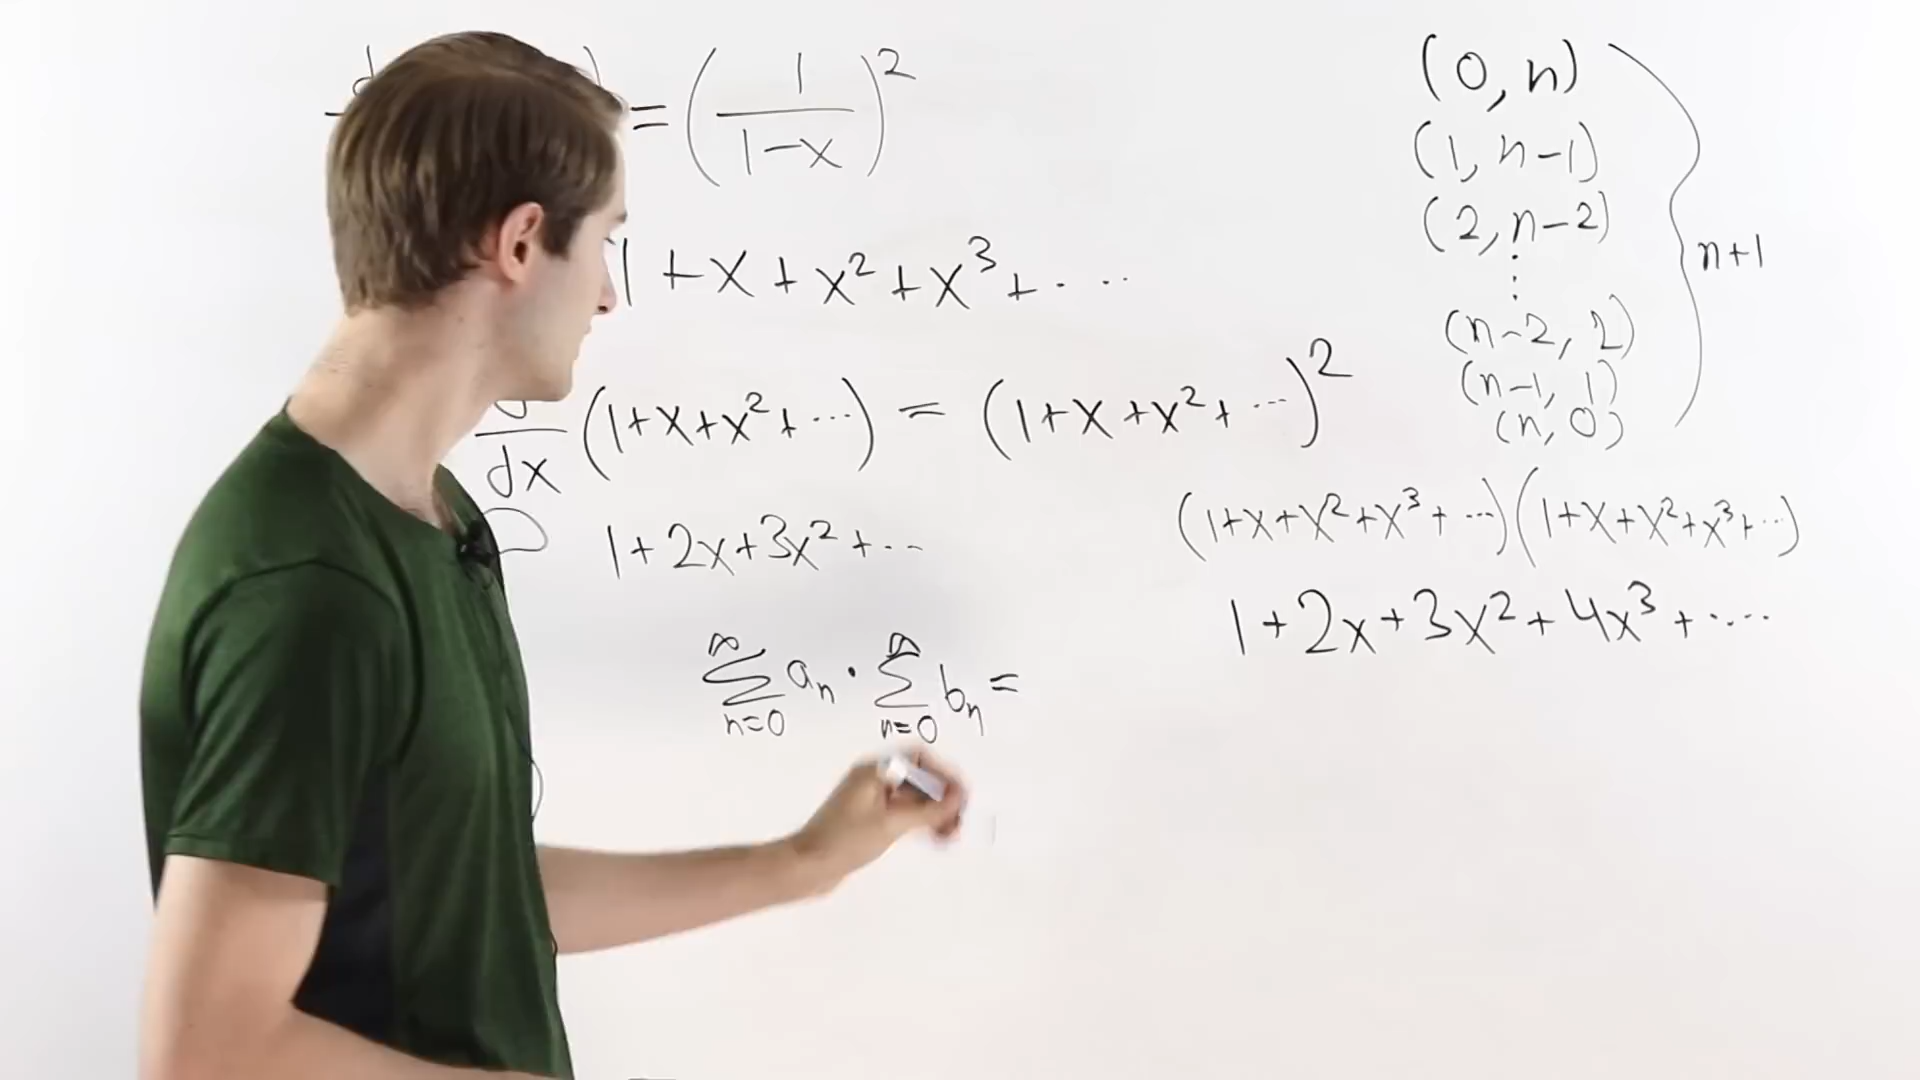 = (1/(1-x))²
1 + x + x² + x³ + ....
d/dx (1+x+x²+...) = (1+x+x²+...)²
1+2x+3x²+...
∞∑n=0 aₙ · ∞∑n=0 bₙ =
(0, n)
(1, n-1)
(2, n-2)
⋮
(n-2, 2)
(n-1, 1)
(n, 0)
n+1
(1+x+x²+x³+...)(1+x+x²+x³+...)
1+2x+3x²+4x³+....